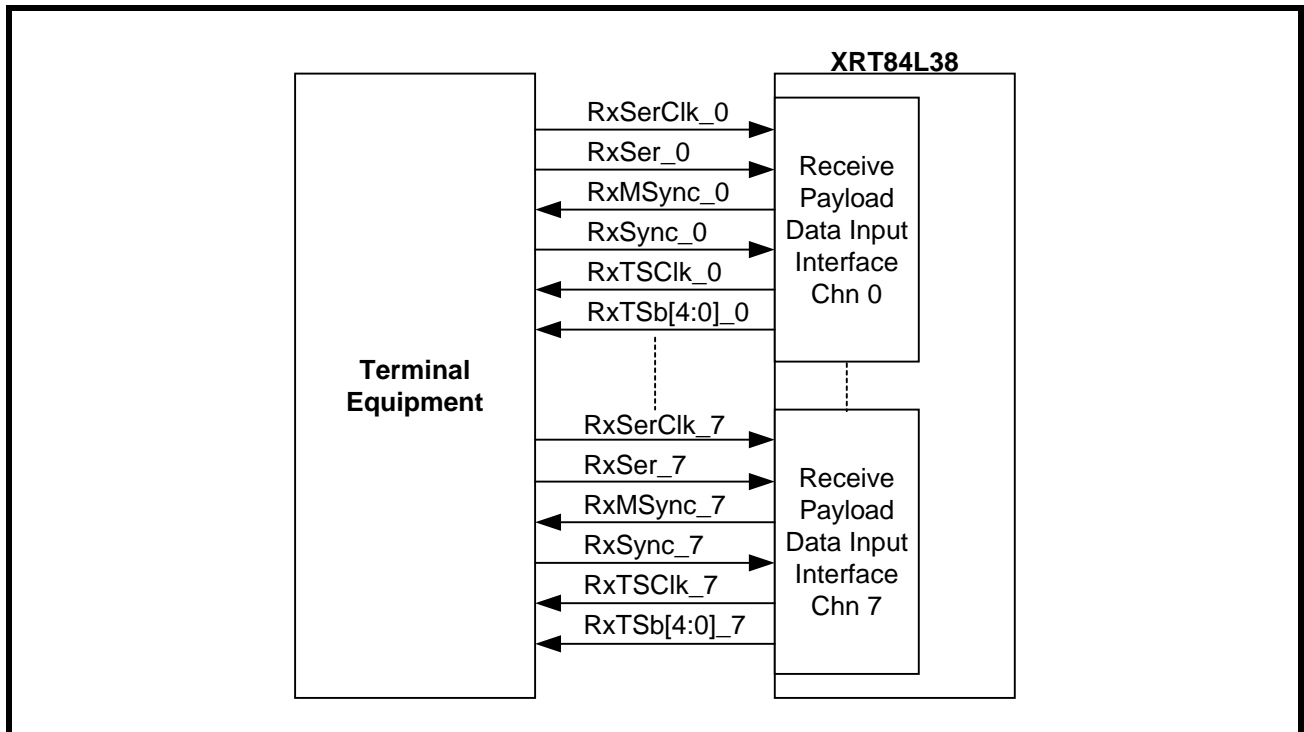 XRT84L38
RxSerClk_0
RxSer_0
RxMSync_0
RxSync_0
RxTSClk_0
RxTSb[4:0]_0
Receive
Payload
Data Input
Interface
Chn 0
Terminal
Equipment
RxSerClk_7
RxSer_7
RxMSync_7
RxSync_7
RxTSClk_7
RxTSb[4:0]_7
Receive
Payload
Data Input
Interface
Chn 7